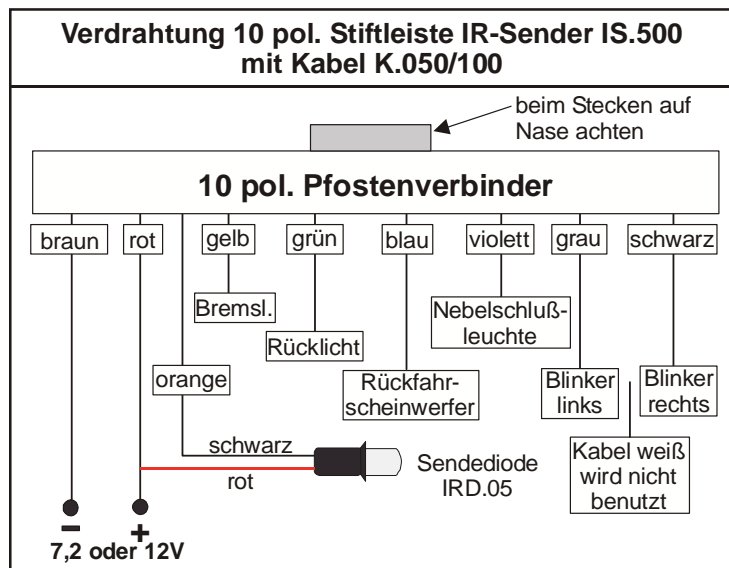 Verdrahtung 10 pol. Stiftleiste IR-Sender IS.500
mit Kabel K.050/100
beim Stecken auf
Nase achten
10 pol. Pfostenverbinder
braun rot gelb grün blau violett grau schwarz
Bremsl.
Nebelschluß-
leuchte
Rücklicht
orange
Rückfahr-
scheinwerfer
Blinker
links
Blinker
rechts
schwarz
rot
Sendediode
IRD.05
Kabel weiß
wird nicht
benutzt
- +
7,2 oder 12V